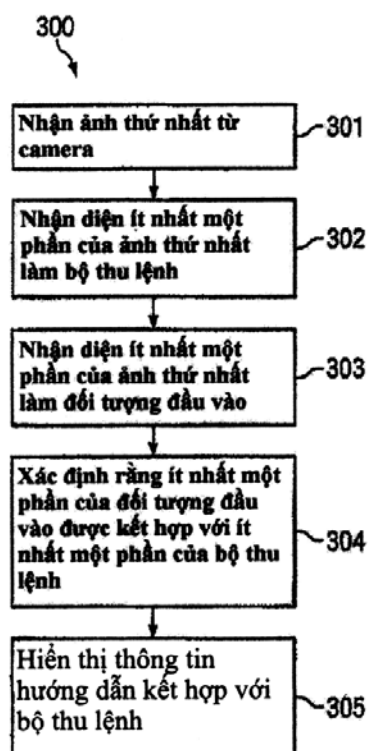 300
Nhận ảnh thứ nhất từ
camera
301
Nhận diện ít nhất một
phần của ảnh thứ nhất
làm bộ thu lệnh
302
Nhận diện ít nhất một
phần của ảnh thứ nhất
làm đối tượng đầu vào
303
Xác định rằng ít nhất một
phần của đối tượng đầu
vào được kết hợp với ít
nhất một phần của bộ thu
lệnh
304
Hiển thị thông tin
hướng dẫn kết hợp với
bộ thu lệnh
305